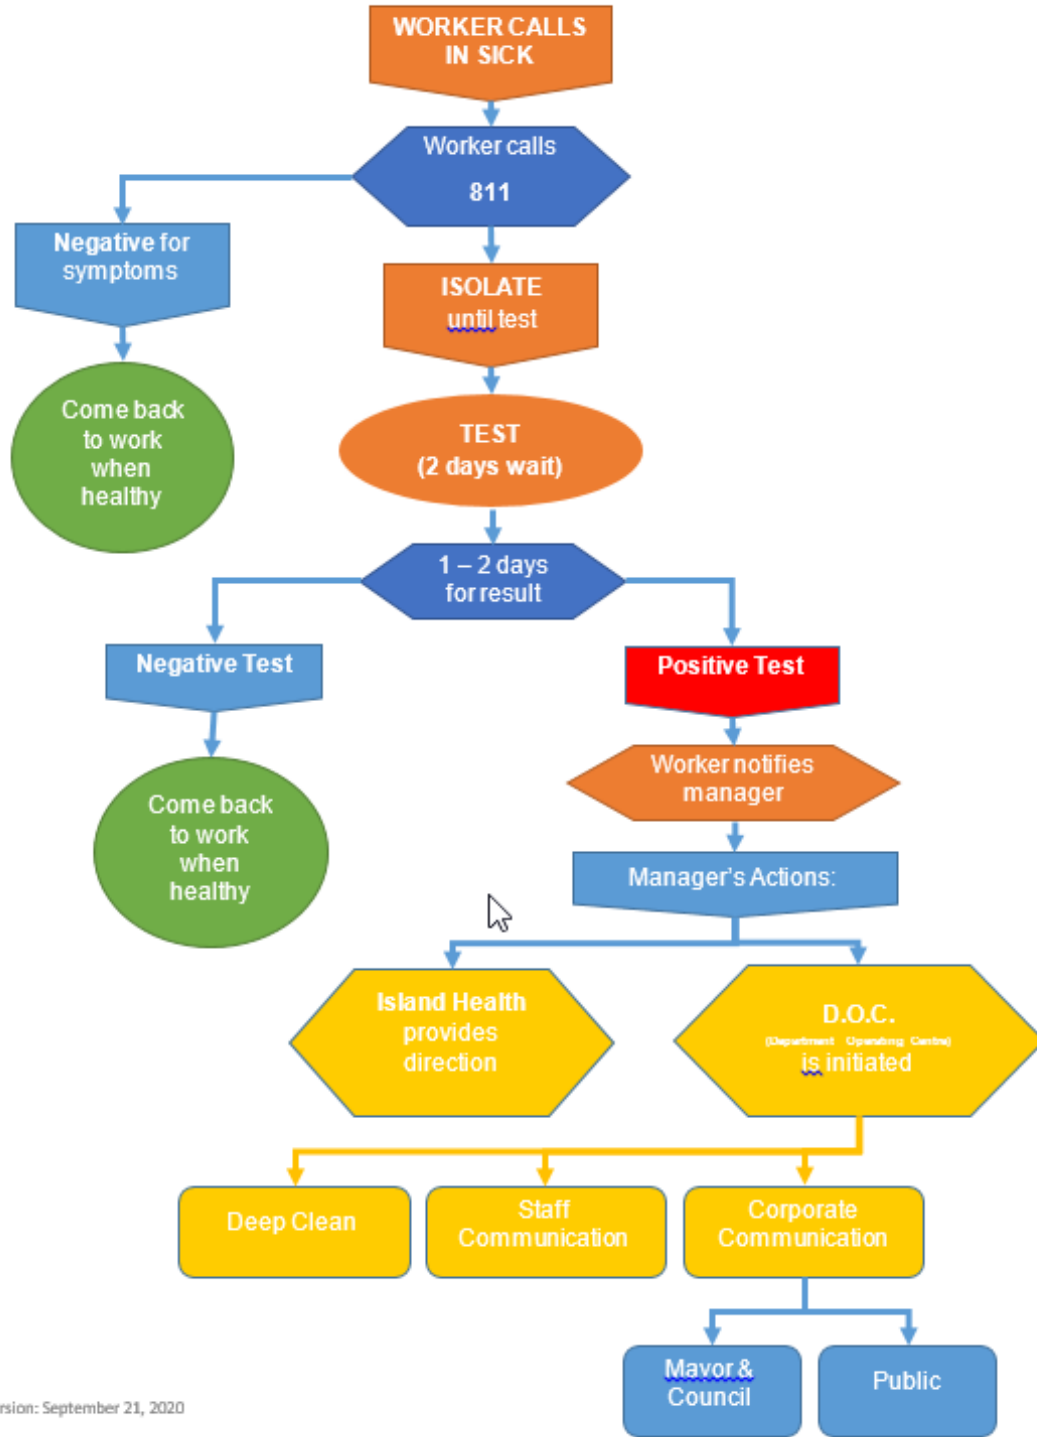 WORKER CALLS
IN SICK
Worker calls
811
Negative for
symptoms
ISOLATE
until test
Come back
to work
when
healthy
TEST
(2 days wait)
1 – 2 days
for result
Negative Test
Positive Test
Come back
to work
when
healthy
Worker notifies
manager
Manager's Actions:
Island Health
provides
direction
D.O.C.
(Department Operating Centre)
is initiated
Deep Clean
Staff
Communication
Corporate
Communication
Mayor &
Council
Public
rsion: September 21, 2020